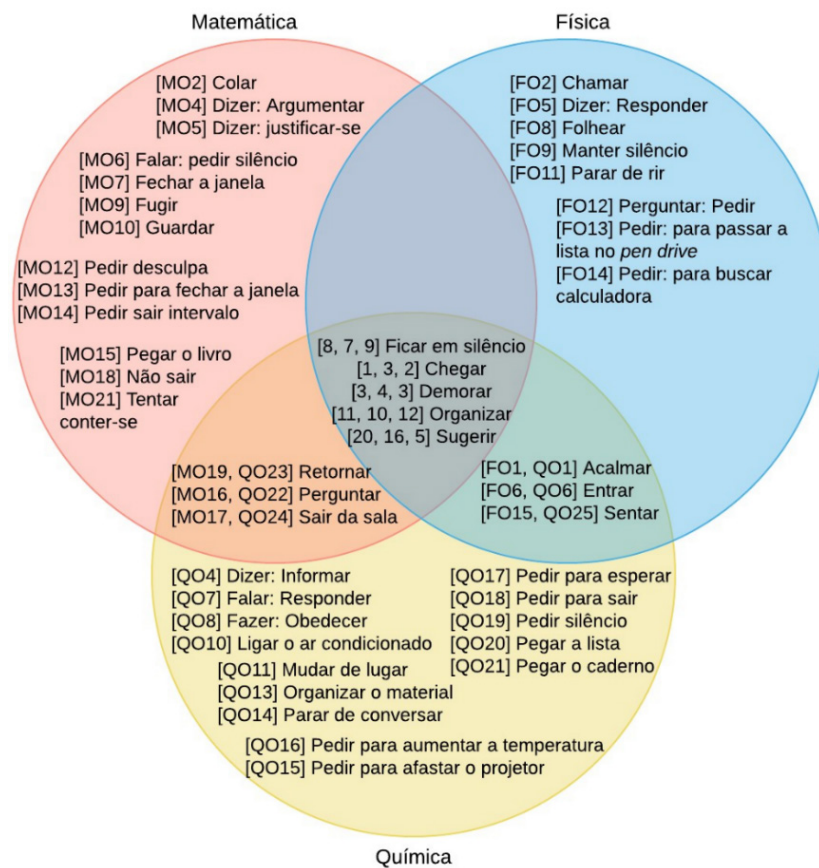 Matemática
Física
[MO2] Colar
[MO4] Dizer: Argumentar
[MO5] Dizer: justificar-se
[MO6] Falar: pedir silêncio
[MO7] Fechar a janela
[MO9] Fugir
[MO10] Guardar
[MO12] Pedir desculpa
[MO13] Pedir para fechar a janela
[MO14] Pedir sair intervalo
[MO15] Pegar o livro
[MO18] Não sair
[MO21] Tentar
conter-se
[FO2] Chamar
[FO5] Dizer: Responder
[FO8] Folhear
[FO9] Manter silêncio
[FO11] Parar de rir
[FO12] Perguntar: Pedir
[FO13] Pedir: para passar a
lista no pen drive
[FO14] Pedir: para buscar
calculadora
[8, 7, 9] Ficar em silêncio
[1, 3, 2] Chegar
[3, 4, 3] Demorar
[11, 10, 12] Organizar
[20, 16, 5] Sugerir
[MO19, QO23] Retornar
[MO16, QO22] Perguntar
[MO17, QO24] Sair da sala
[FO1, QO1] Acalmar
[FO6, QO6] Entrar
[FO15, QO25] Sentar
[QO4] Dizer: Informar
[QO7] Falar: Responder
[QO8] Fazer: Obedecer
[QO10] Ligar o ar condicionado
[QO11] Mudar de lugar
[QO13] Organizar o material
[QO14] Parar de conversar
[QO17] Pedir para esperar
[QO18] Pedir para sair
[QO19] Pedir silêncio
[QO20] Pegar a lista
[QO21] Pegar o caderno
[QO16] Pedir para aumentar a temperatura
[QO15] Pedir para afastar o projetor
Química